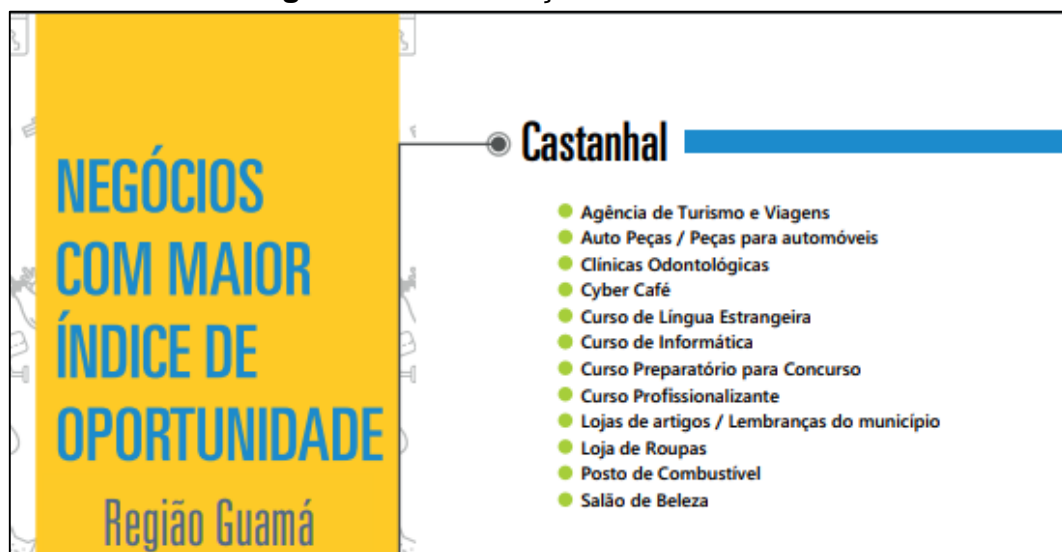 NEGÓCIOS
COM MAIOR
ÍNDICE DE
OPORTUNIDADE
Região Guamá
Castanhal
Agência de Turismo e Viagens
Auto Peças / Peças para automóveis
Clínicas Odontológicas
Cyber Café
Curso de Língua Estrangeira
Curso de Informática
Curso Preparatório para Concurso
Curso Profissionalizante
Lojas de artigos / Lembranças do município
Loja de Roupas
Posto de Combustível
Salão de Beleza